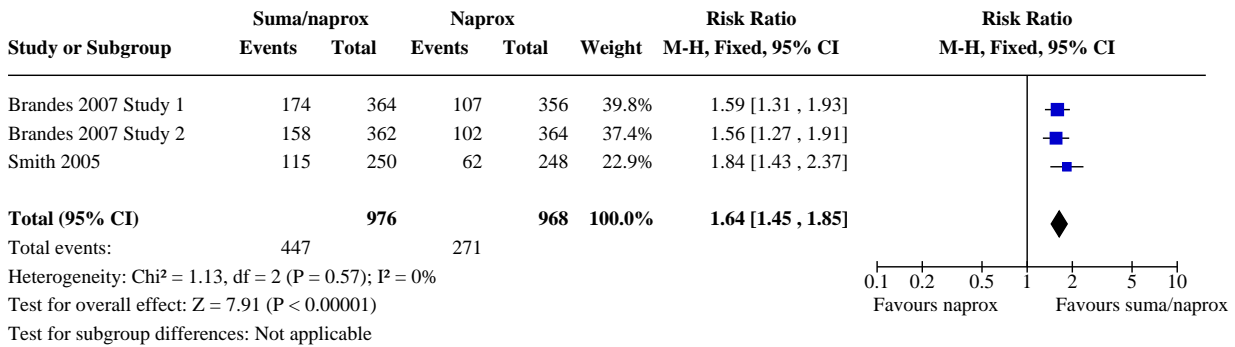 Suma/naprox Naprox Risk Ratio Risk Ratio
Study or Subgroup Events Total Events Total Weight M-H, Fixed, 95% CI M-H, Fixed, 95% CI
Brandes 2007 Study 1 174 364 107 356 39.8% 1.59 [1.31 , 1.93]
Brandes 2007 Study 2 158 362 102 364 37.4% 1.56 [1.27 , 1.91]
Smith 2005 115 250 62 248 22.9% 1.84 [1.43 , 2.37]
Total (95% CI) 976 968 100.0% 1.64 [1.45 , 1.85]
Total events: 447 271
Heterogeneity: Chi² = 1.13, df = 2 (P = 0.57); I² = 0% 0.1 0.2 0.5 1 2 5 10
Test for overall effect: Z = 7.91 (P < 0.00001) Favours naprox Favours suma/naprox
Test for subgroup differences: Not applicable